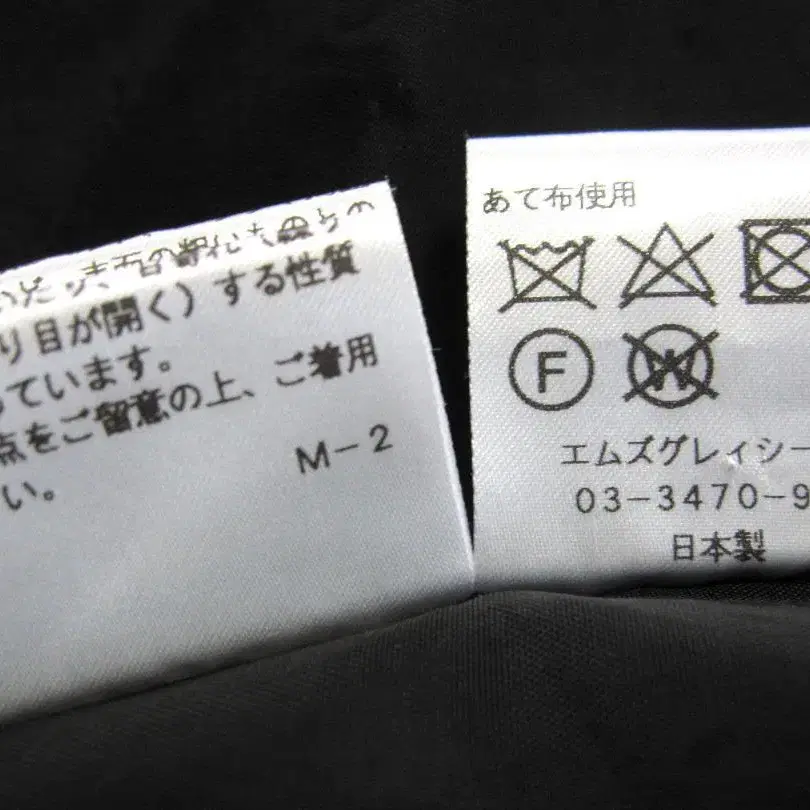 り目が開く）する性質
ています。
点をご留意の上、ご着用
い。
M-2
あて布使用
F
W
エムズグレイシー
03-3470-9
日本製